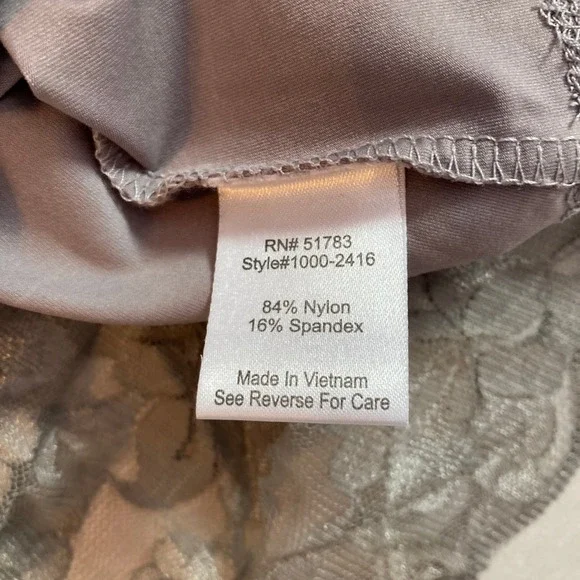 RN# 51783
Style#1000-2416
84% Nylon
16% Spandex
Made In Vietnam
See Reverse For Care